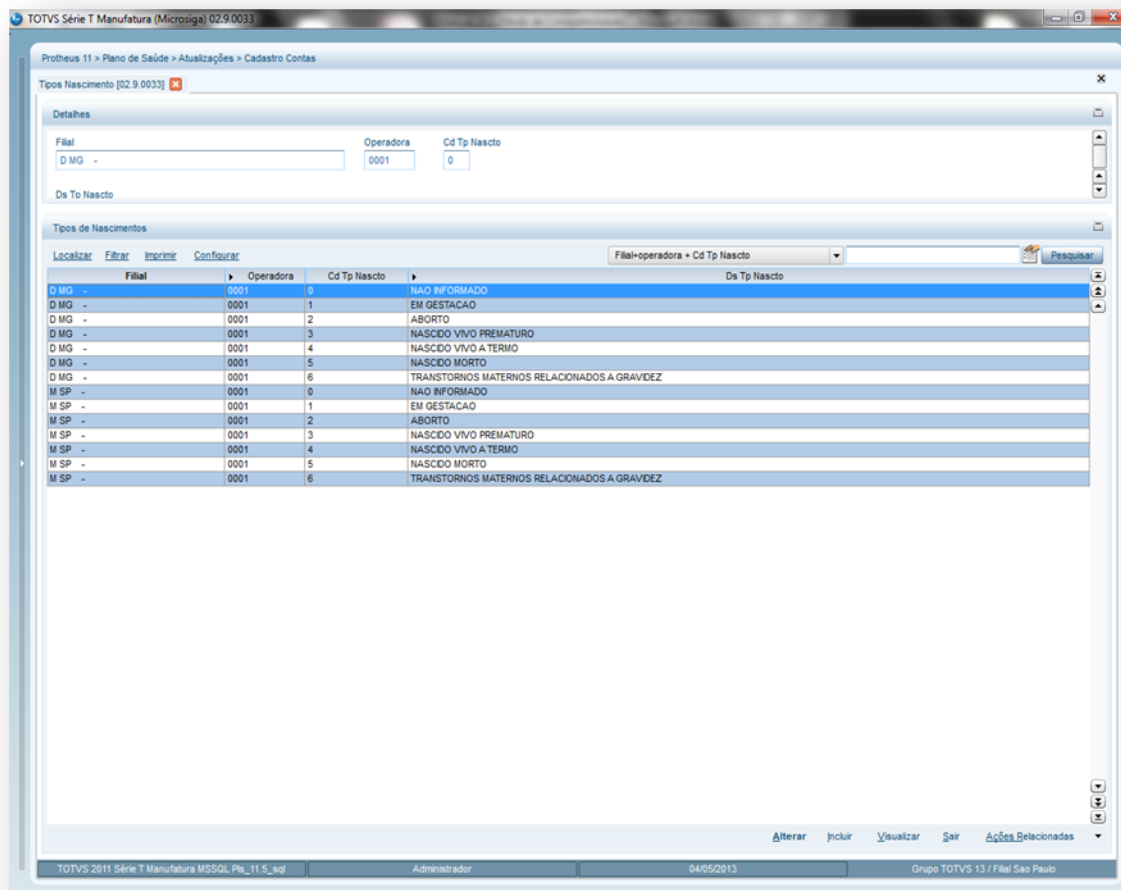 TOTVS Série T Manufatura (Microsiga) 02.9.0033
Protheus 11 > Plano de Saúde > Atualizações > Cadastro Contas
Tipos Nascimento [02.9.0033]
Detalhes
Filial Operadora Cd Tp Nascto
D MG - 0001 0
Ds Tp Nascto
Tipos de Nascimentos
Localizar Filtrar Imprimir Configurar Filial+operadora + Cd Tp Nascto Pesquisar
Filial Operadora Cd Tp Nascto Ds Tp Nascto
D MG - 0001 0 NAO INFORMADO
D MG - 0001 1 EM GESTACAO
D MG - 0001 2 ABORTO
D MG - 0001 3 NASCIDO VIVO PREMATURO
D MG - 0001 4 NASCIDO VIVO A TERMO
D MG - 0001 5 NASCIDO MORTO
D MG - 0001 6 TRANSTORNOS MATERNOS RELACIONADOS A GRAVIDEZ
M SP - 0001 0 NAO INFORMADO
M SP - 0001 1 EM GESTACAO
M SP - 0001 2 ABORTO
M SP - 0001 3 NASCIDO VIVO PREMATURO
M SP - 0001 4 NASCIDO VIVO A TERMO
M SP - 0001 5 NASCIDO MORTO
M SP - 0001 6 TRANSTORNOS MATERNOS RELACIONADOS A GRAVIDEZ
Alterar Incluir Visualizar Sair Ações Relacionadas
TOTVS 2011 Série T Manufatura MSSQL Pls_11.5_sql Administrador 04/05/2013 Grupo TOTVS 13 / Filial Sao Paulo